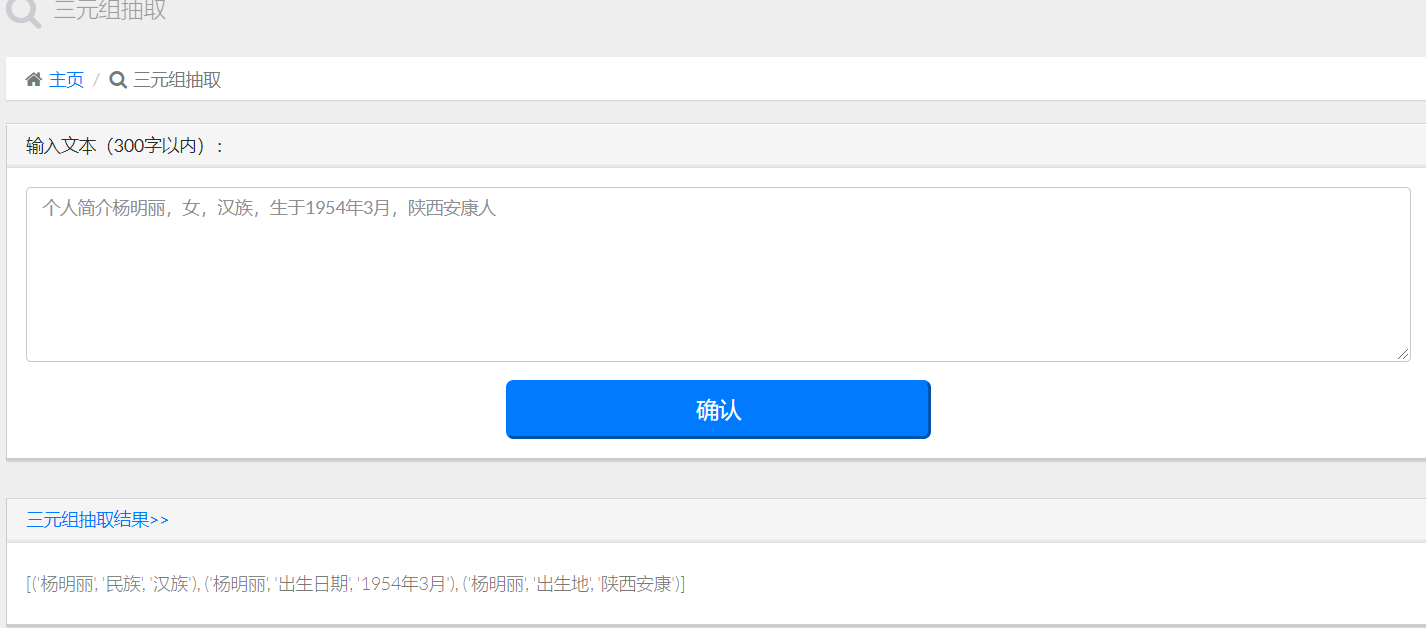 三元组抽取
主页 / 三元组抽取
输入文本（300字以内）:
个人简介杨明丽，女，汉族，生于1954年3月，陕西安康人
确认
三元组抽取结果>>
[('杨明丽', '民族', '汉族'), ('杨明丽', '出生日期', '1954年3月'), ('杨明丽', '出生地', '陕西安康')]